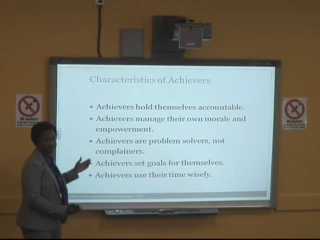 Characteristics of Achievers
• Achievers hold themselves accountable.
• Achievers manage their own morale and
empowerment.
• Achievers are problem solvers, not
complainers.
Achievers set goals for themselves.
• Achievers use their time wisely.